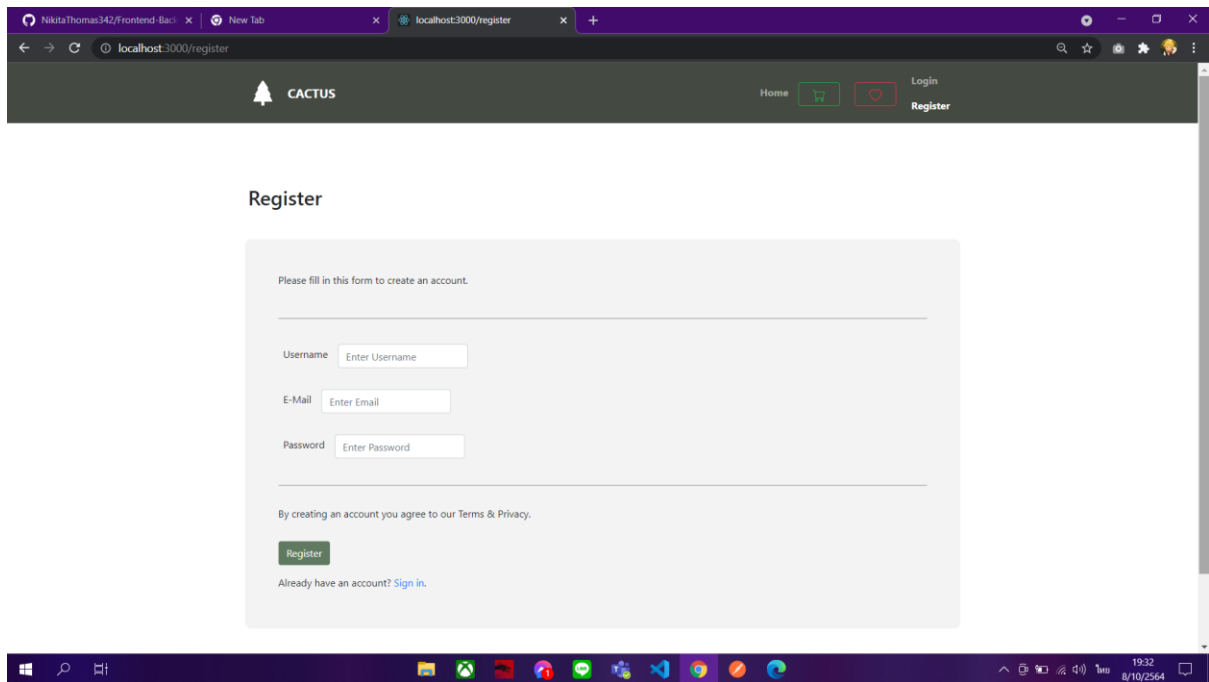 NikitaThomas342/Frontend-Back
New Tab
localhost:3000/register
localhost:3000/register
CACTUS
Home
Login
Register
Register
Please fill in this form to create an account.
Username
Enter Username
E-Mail
Enter Email
Password
Enter Password
By creating an account you agree to our Terms & Privacy.
Register
Already have an account? Sign in.
ไทย
19:32
8/10/2564